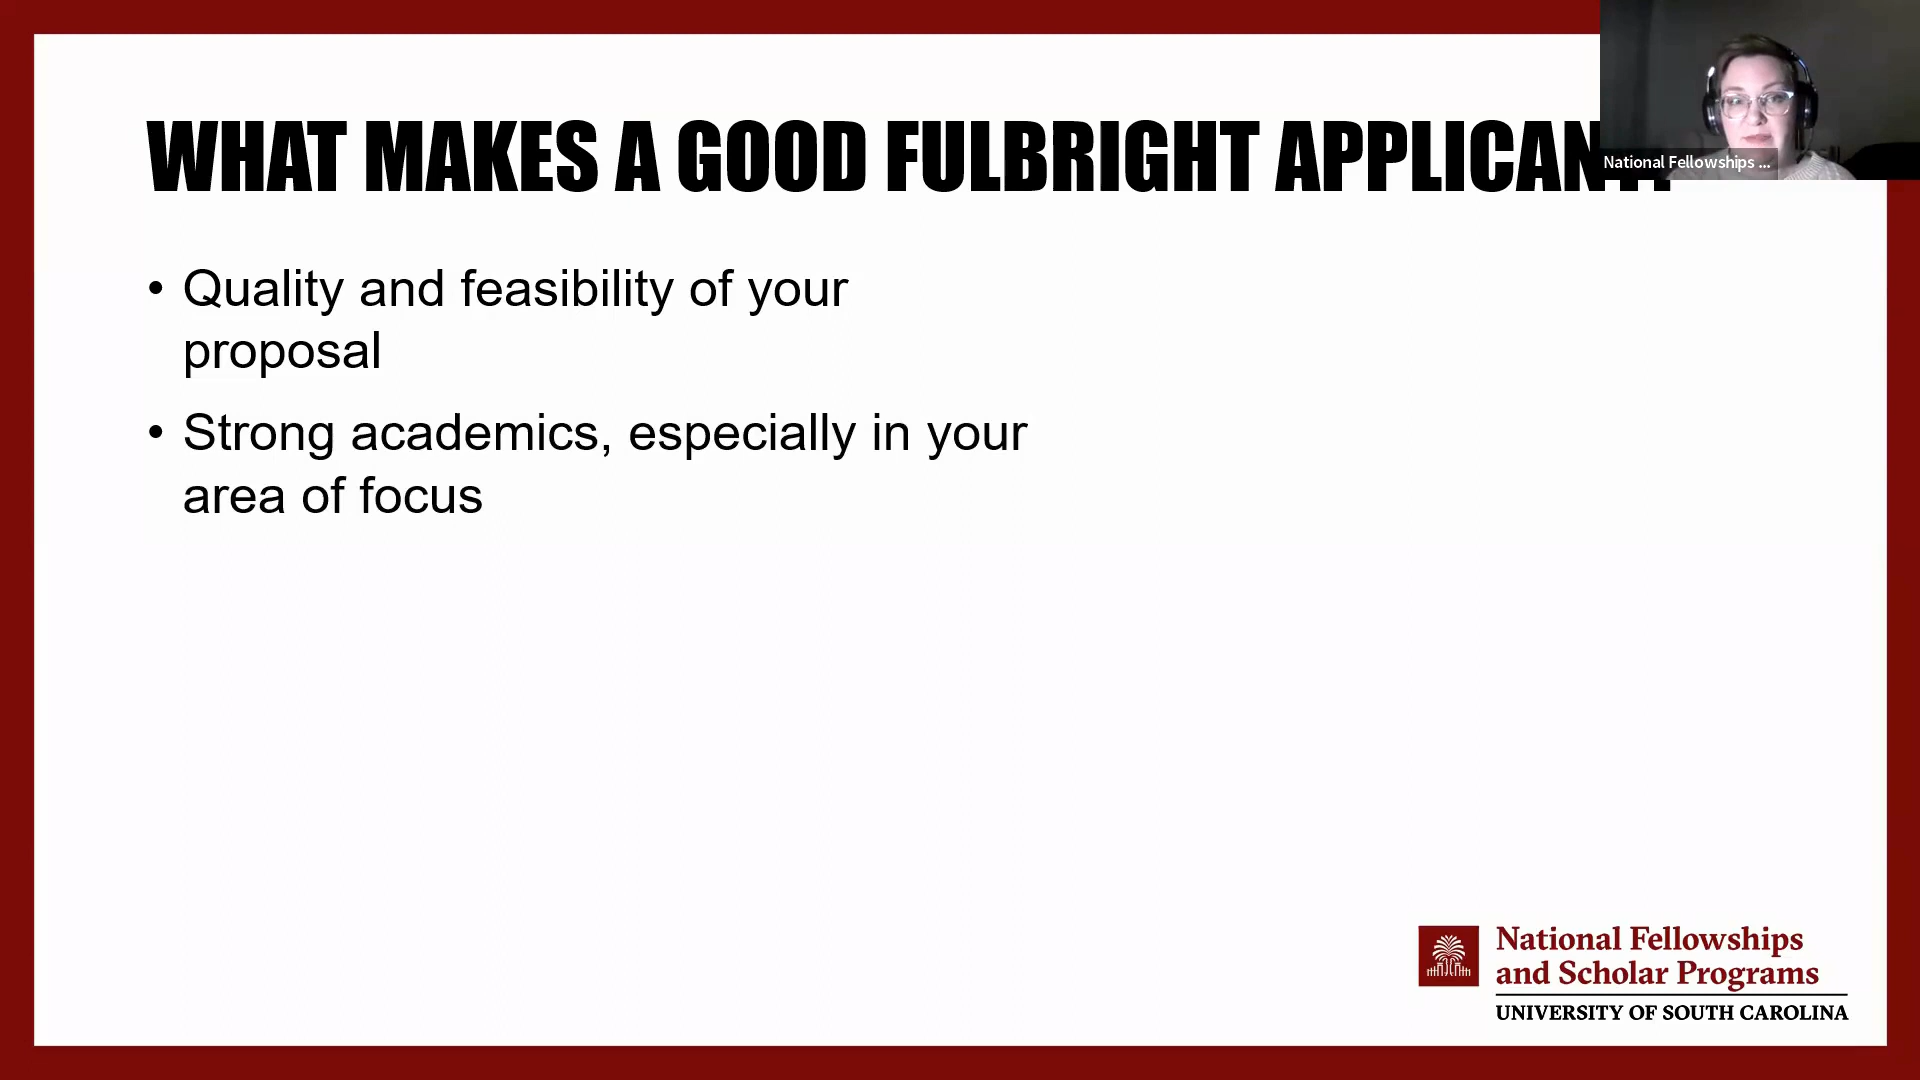 WHAT MAKES A GOOD FULBRIGHT
National Fellowships ...
• Quality and feasibility of your
proposal
• Strong academics, especially in your
area of focus
National Fellowships
and Scholar Programs
UNIVERSITY OF SOUTH CAROLINA